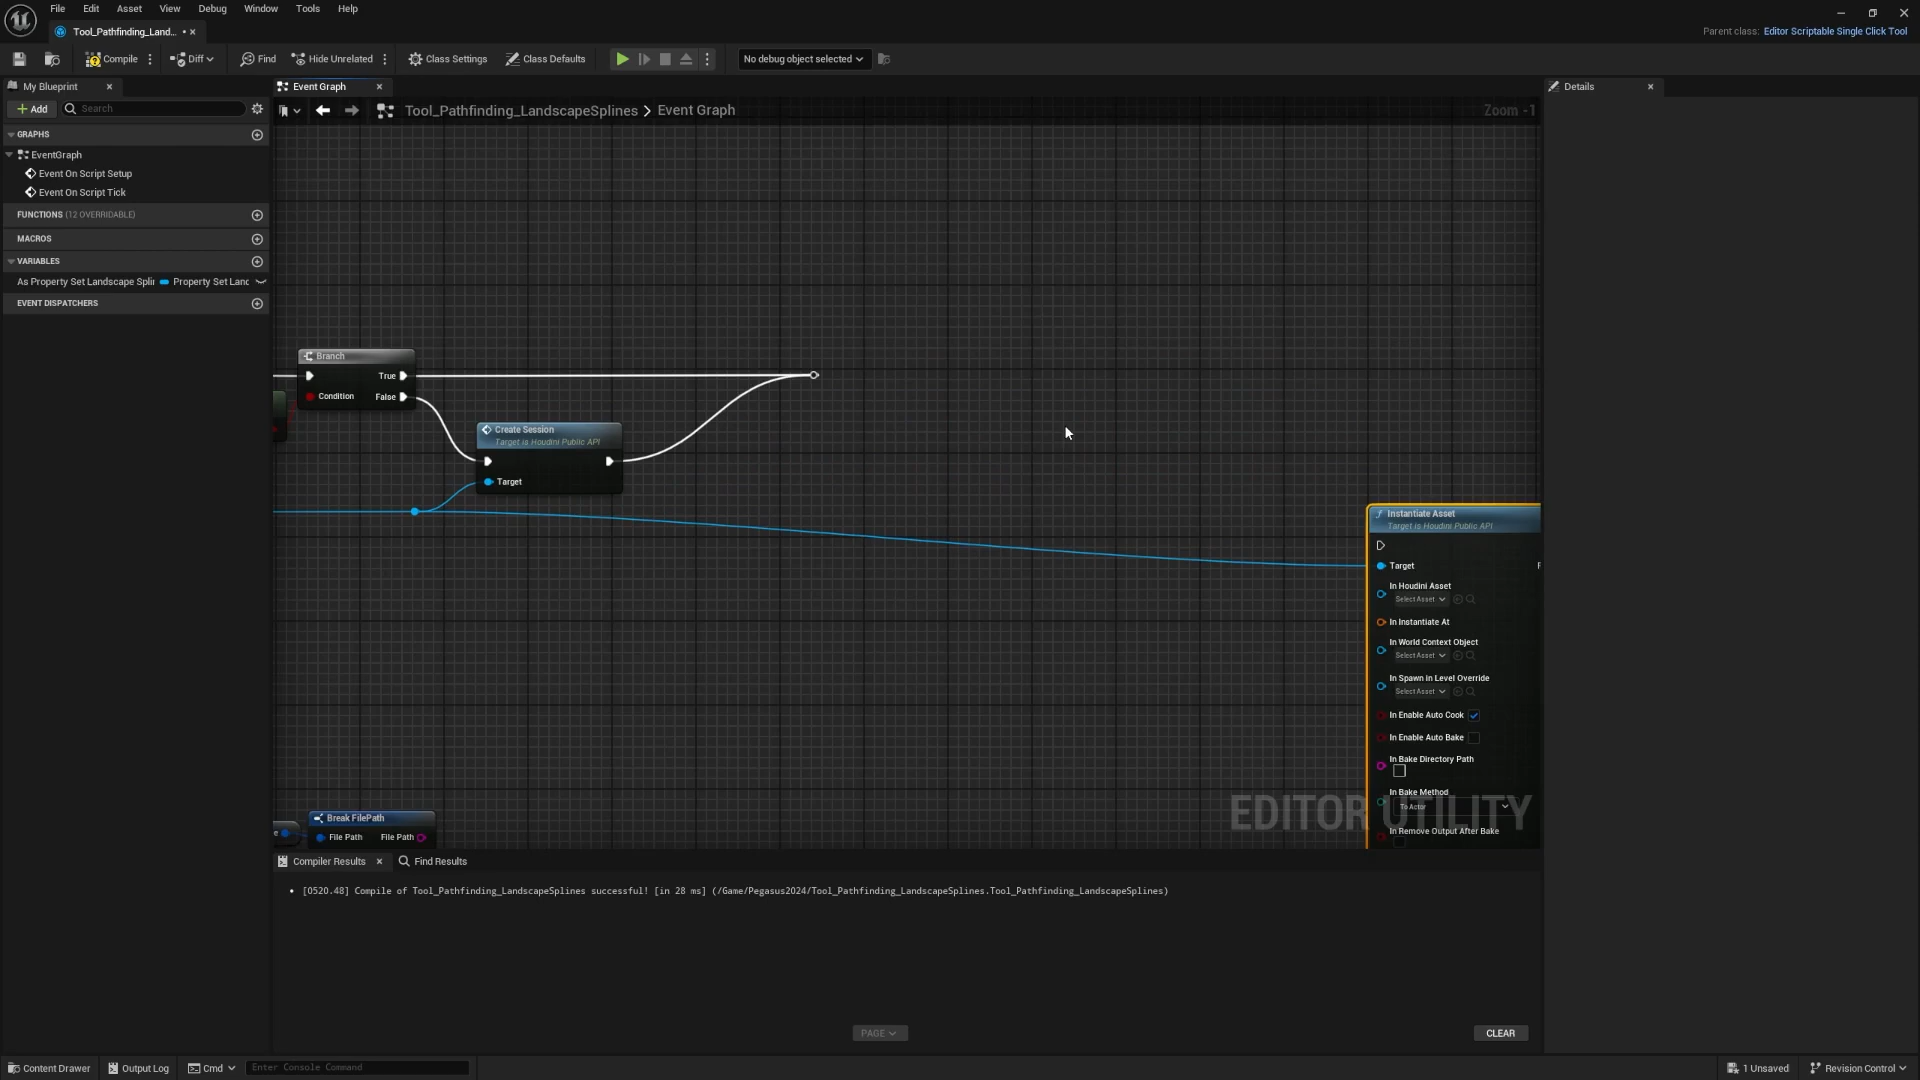 File Edit Asset View Debug Window Tools Help
Tool_Pathfinding_Land...
Parent class: Editor Scriptable Single Click Tool
Compile Diff Find Hide Unrelated Class Settings Class Defaults No debug object selected
My Blueprint Event Graph Details
Add Search
Tool_Pathfinding_LandscapeSplines > Event Graph Zoom -1
GRAPHS
EventGraph
Event On Script Setup
Event On Script Tick
FUNCTIONS (12 OVERRIDABLE)
MACROS
VARIABLES
As Property Set Landscape Splin Property Set Lanc
EVENT DISPATCHERS
Branch
True
Condition False
Create Session
Target is Houdini Public API
Target
Instantiate Asset
Target is Houdini Public API
Target
In Houdini Asset
Select Asset
In Instantiate At
In World Context Object
Select Asset
In Spawn in Level Override
Select Asset
In Enable Auto Cook
In Enable Auto Bake
In Bake Directory Path
In Bake Method
To Actor
In Remove Output After Bake
EDITOR UTILITY
Break FilePath
e File Path File Path
Compiler Results Find Results
• [0520.48] Compile of Tool_Pathfinding_LandscapeSplines successful! [in 28 ms] (/Game/Pegasus2024/Tool_Pathfinding_LandscapeSplines.Tool_Pathfinding_LandscapeSplines)
PAGE CLEAR
Content Drawer Output Log Cmd Enter Console Command 1 Unsaved Revision Control